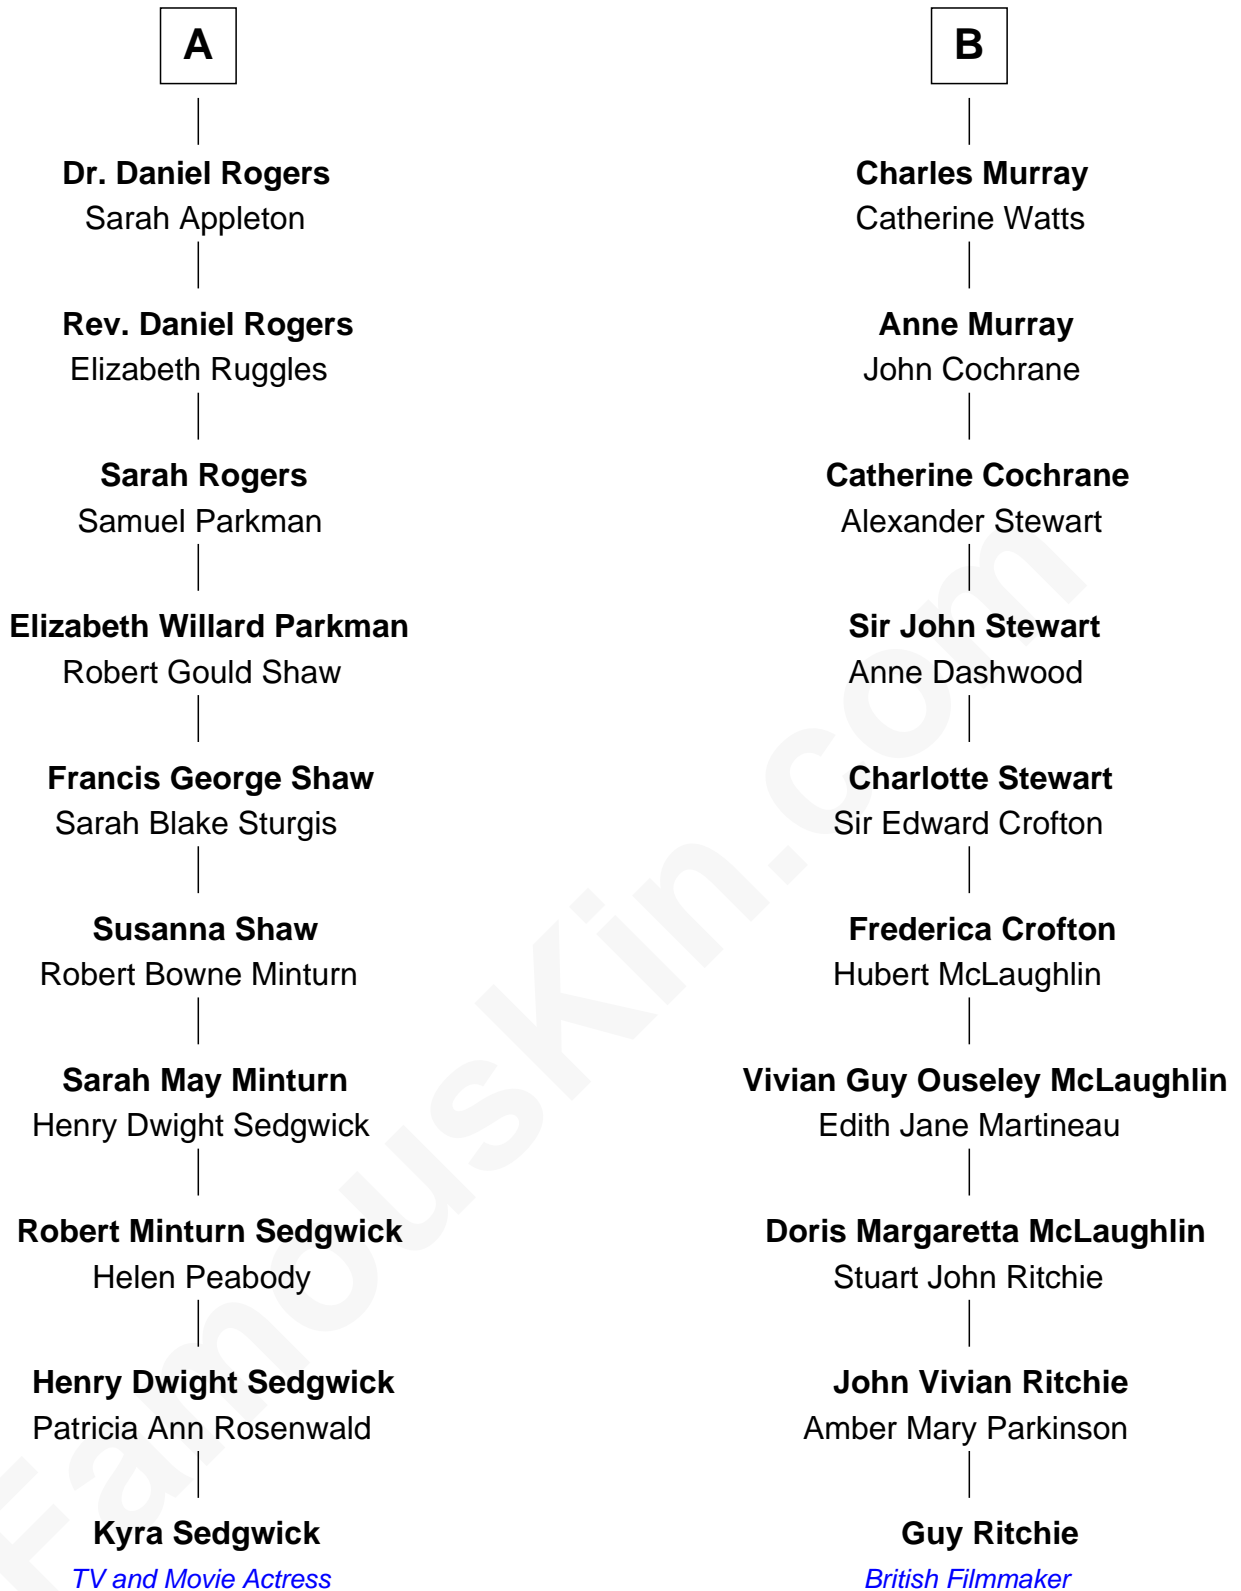 A
Dr. Daniel Rogers
Sarah Appleton
Rev. Daniel Rogers
Elizabeth Ruggles
Sarah Rogers
Samuel Parkman
Elizabeth Willard Parkman
Robert Gould Shaw
Francis George Shaw
Sarah Blake Sturgis
Susanna Shaw
Robert Bowne Minturn
Sarah May Minturn
Henry Dwight Sedgwick
Robert Minturn Sedgwick
Helen Peabody
Henry Dwight Sedgwick
Patricia Ann Rosenwald
Kyra Sedgwick
TV and Movie Actress
B
Charles Murray
Catherine Watts
Anne Murray
John Cochrane
Catherine Cochrane
Alexander Stewart
Sir John Stewart
Anne Dashwood
Charlotte Stewart
Sir Edward Crofton
Frederica Crofton
Hubert McLaughlin
Vivian Guy Ouseley McLaughlin
Edith Jane Martineau
Doris Margaretta McLaughlin
Stuart John Ritchie
John Vivian Ritchie
Amber Mary Parkinson
Guy Ritchie
British Filmmaker
FamousKin.com